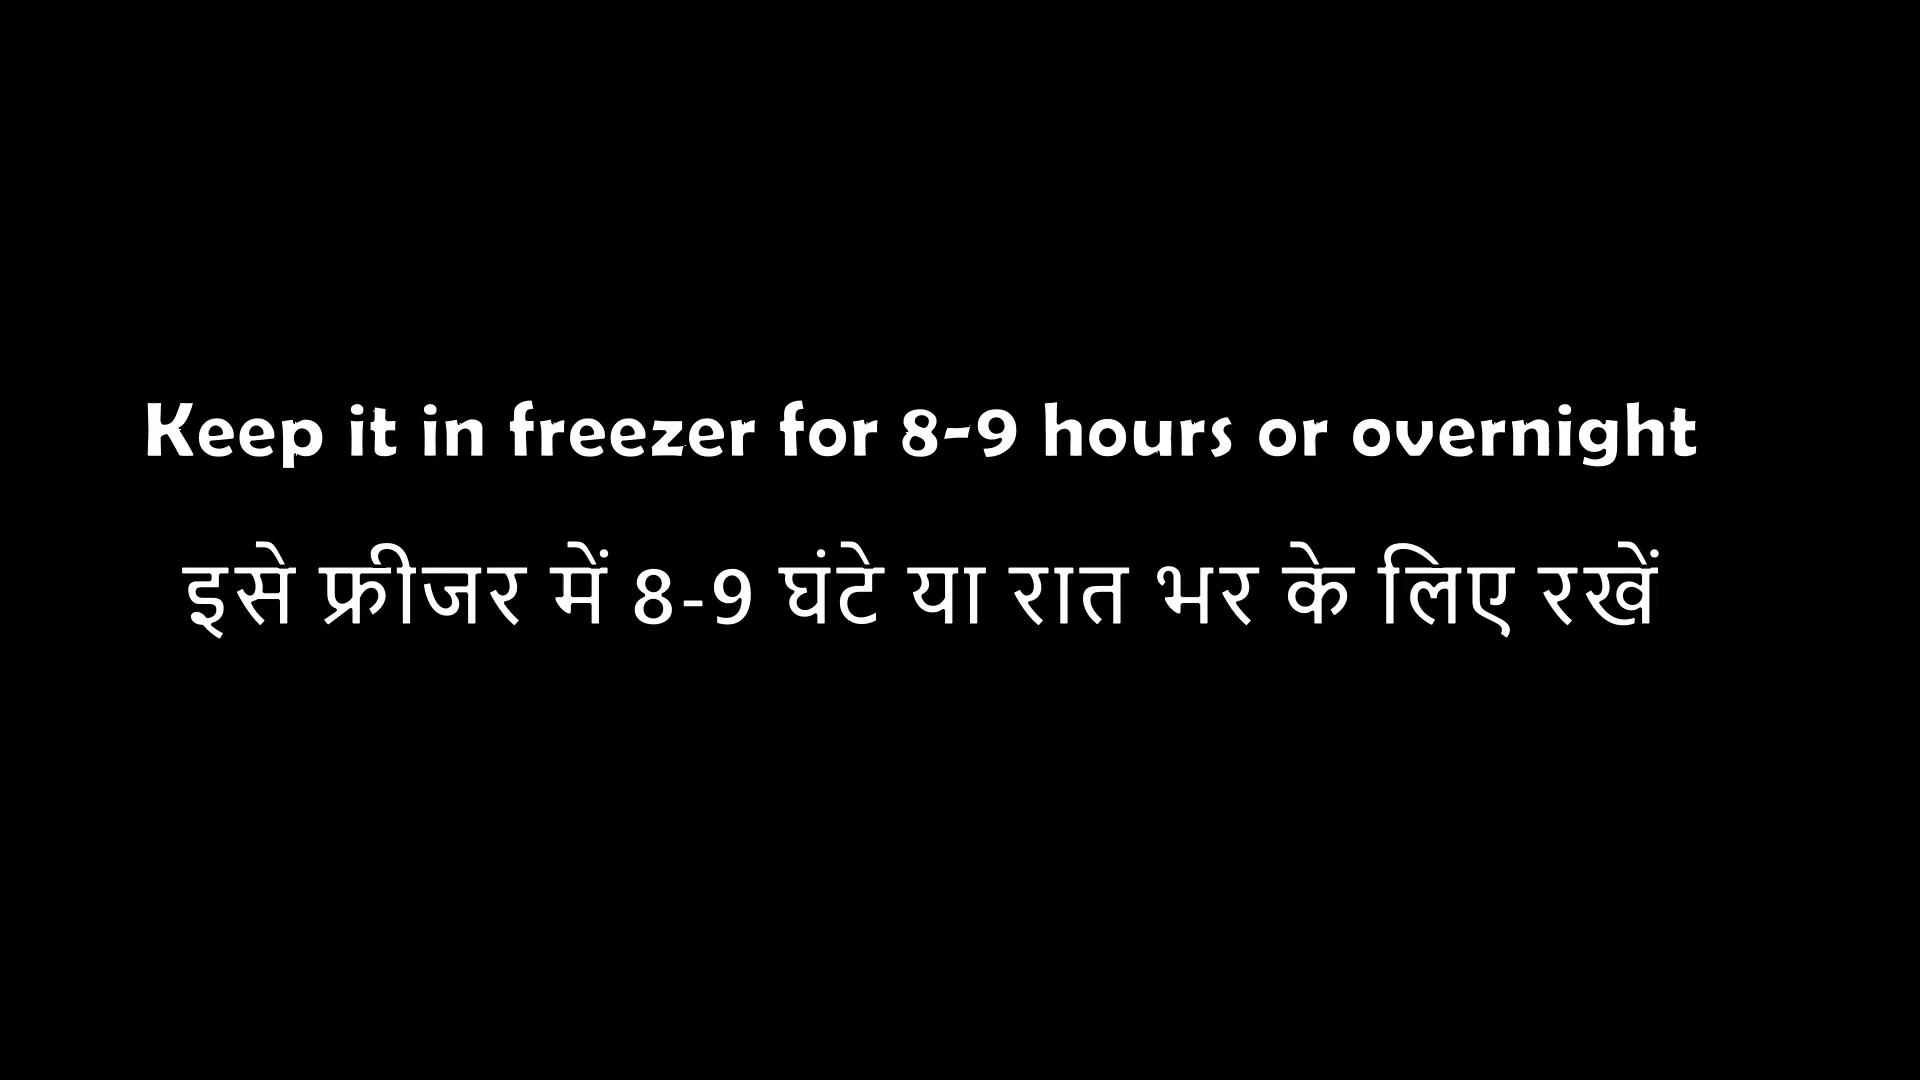 Keep it in freezer for 8-9 hours or overnight
इसे फ्रीजर में 8-9 घंटे या रात भर के लिए रखें